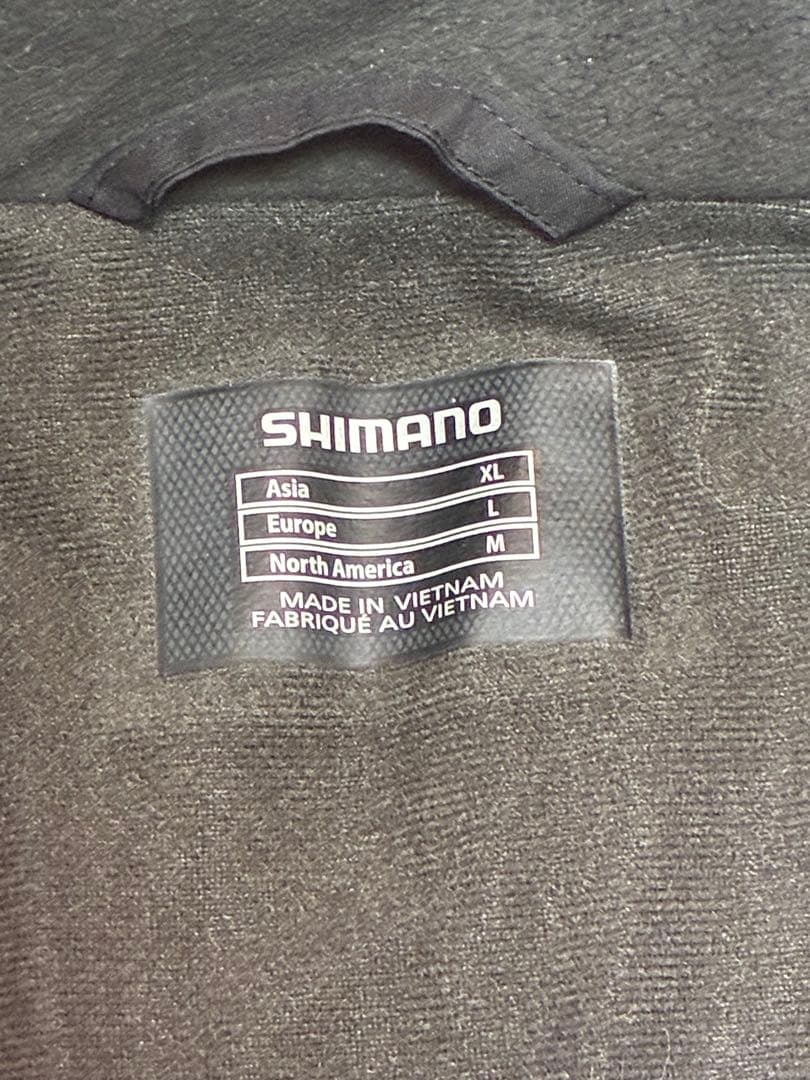 SHIMANO
Asia XL
Europe L
North America M
MADE IN VIETNAM
FABRIQUÉ AU VIETNAM